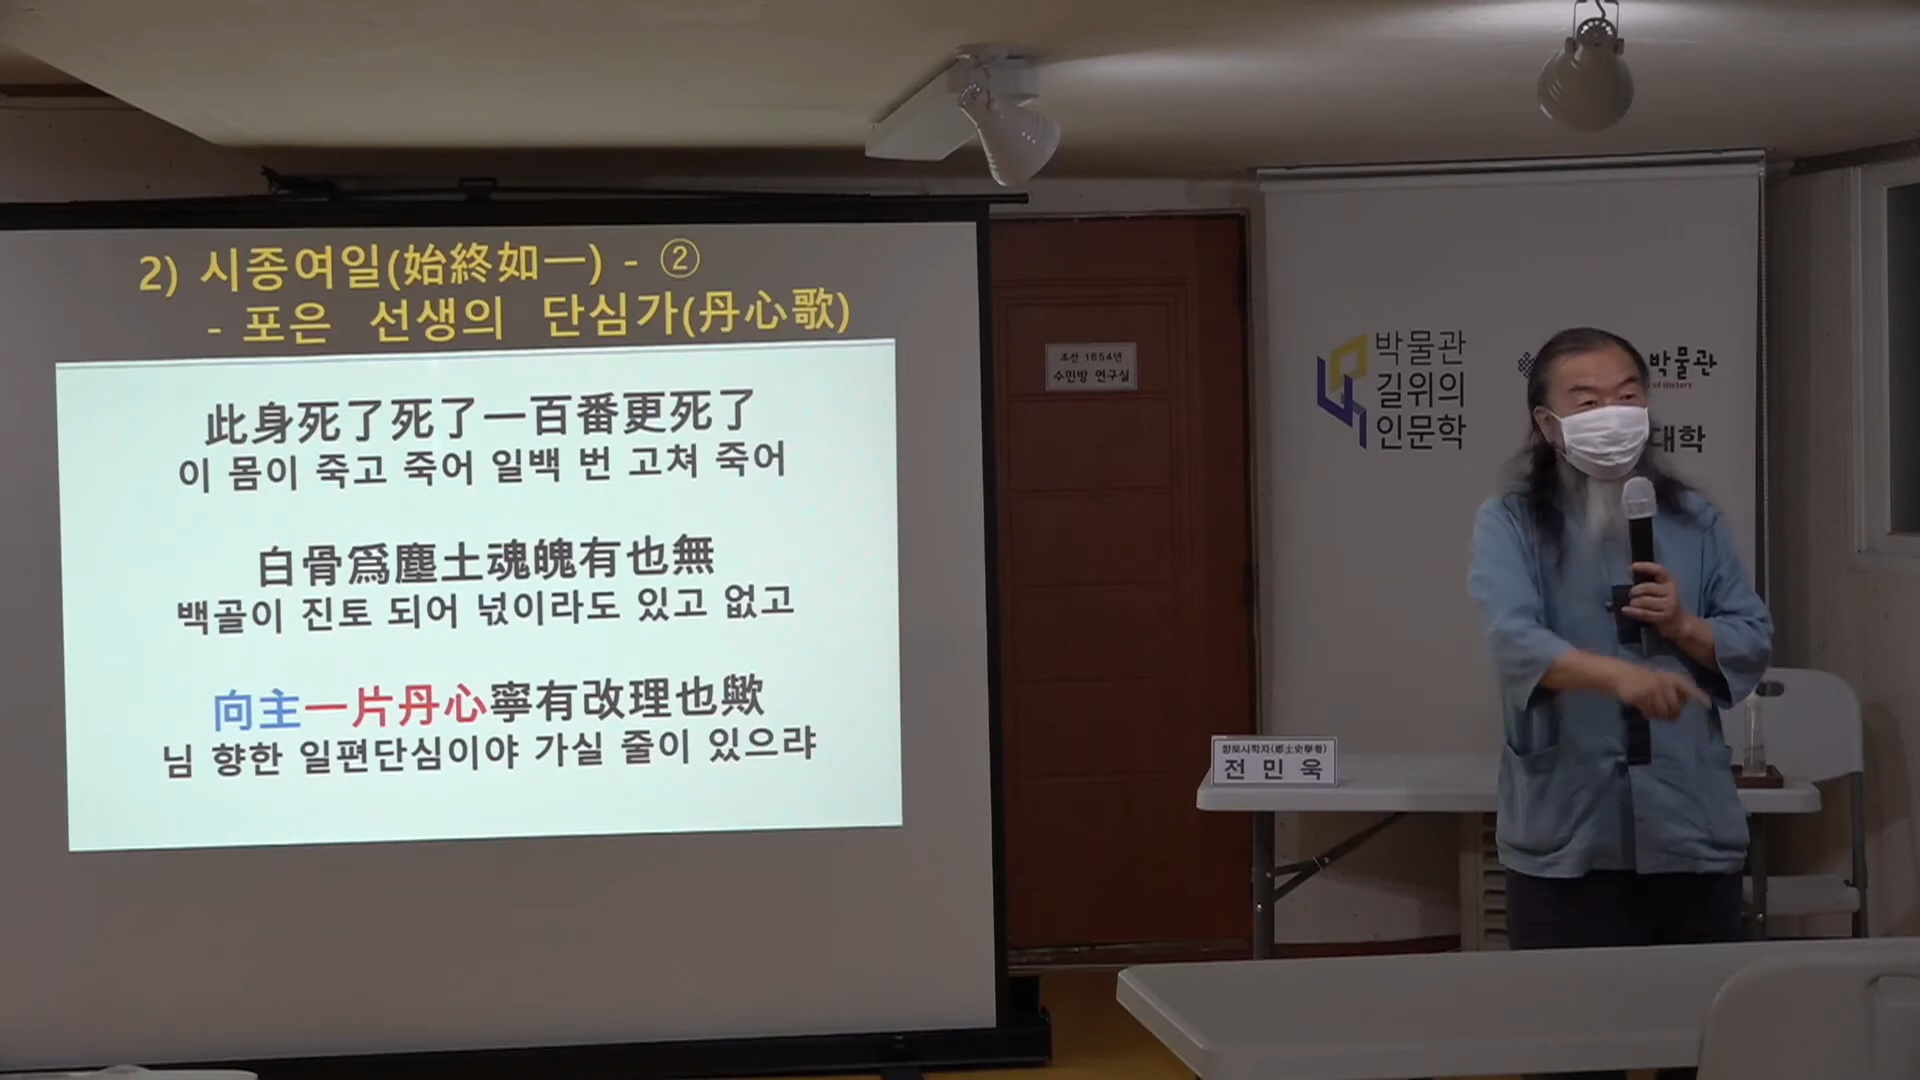 2) 시종여일(始終如一) - ②
- 포은 선생의 단심가(丹心歌)
此身死了死了一百番更死了
이 몸이 죽고 죽어 일백 번 고쳐 죽어
白骨爲塵土魂魄有也無
백골이 진토 되어 넋이라도 있고 없고
向主一片丹心寧有改理也歟
님 향한 일편단심이야 가실 줄이 있으랴
조선 1654년
수민방 연구실
박물관
길위의
인문학
박물관
of History
대학
향토사학자(鄕土史學者)
전 민 욱